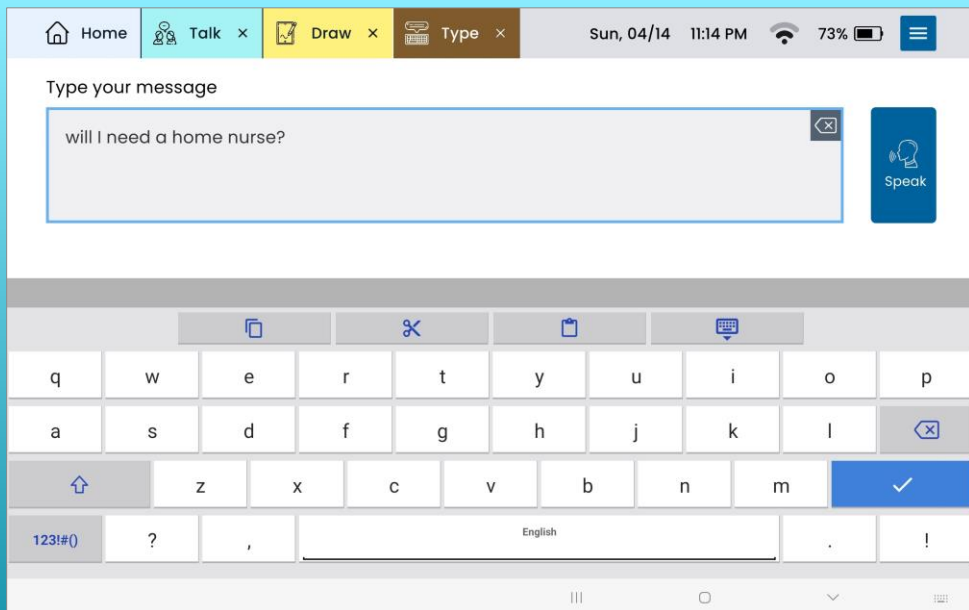 Home Talk × Draw × Type × Sun, 04/14 11:14 PM 73%
Type your message
will I need a home nurse?
Speak
q w e r t y u i o p
a s d f g h j k l
z x c v b n m
123!#() ? , English . !